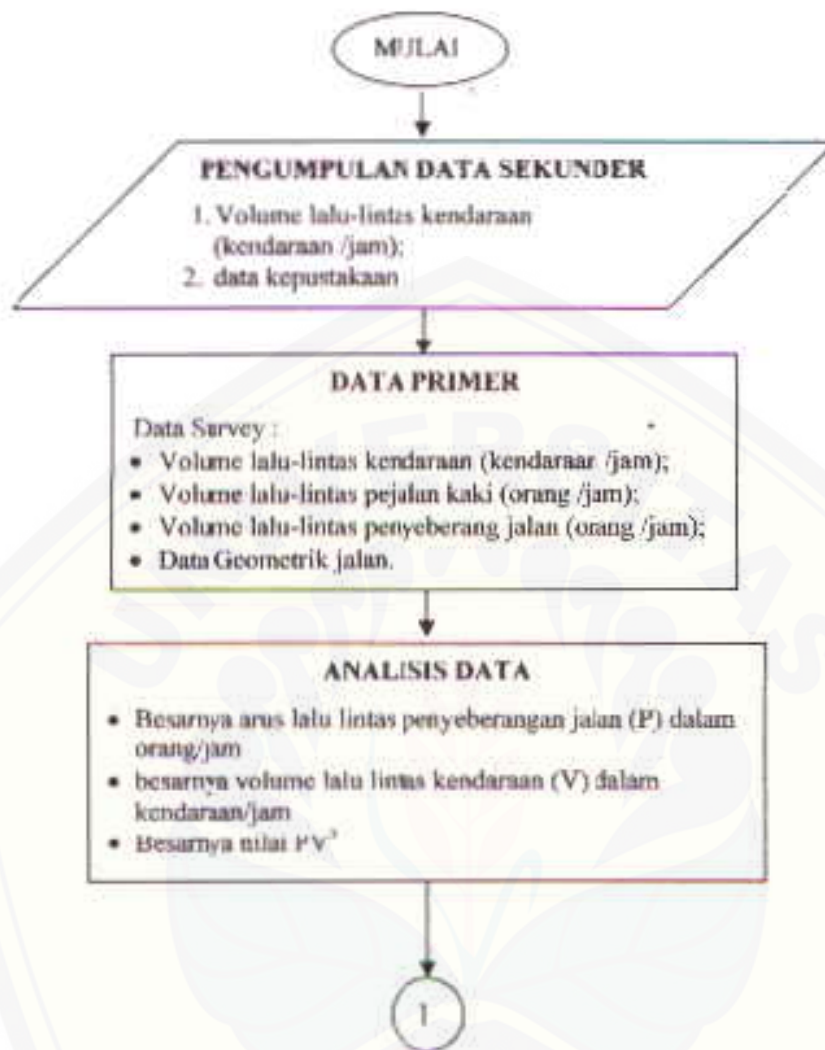 MULAI
PENGUMPULAN DATA SEKUNDER
1. Volume lalu-lintas kendaraan
(kendaraan /jam);
2. data kepustakaan
DATA PRIMER
Data Survey :
• Volume lalu-lintas kendaraan (kendaraar /jam);
• Volume lalu-lintas pejalan kaki (orang /jam);
• Volume lalu-lintas penyeberang jalan (orang /jam);
• Data Geometrik jalan.
ANALISIS DATA
• Besarnya arus lalu lintas penyeberangan jalan (P) dalam
orang/jam
• besarnya volume lalu lintas kendaraan (V) dalam
kendaraan/jam
• Besarnya nilai PV²
1
UNIVERSITAS